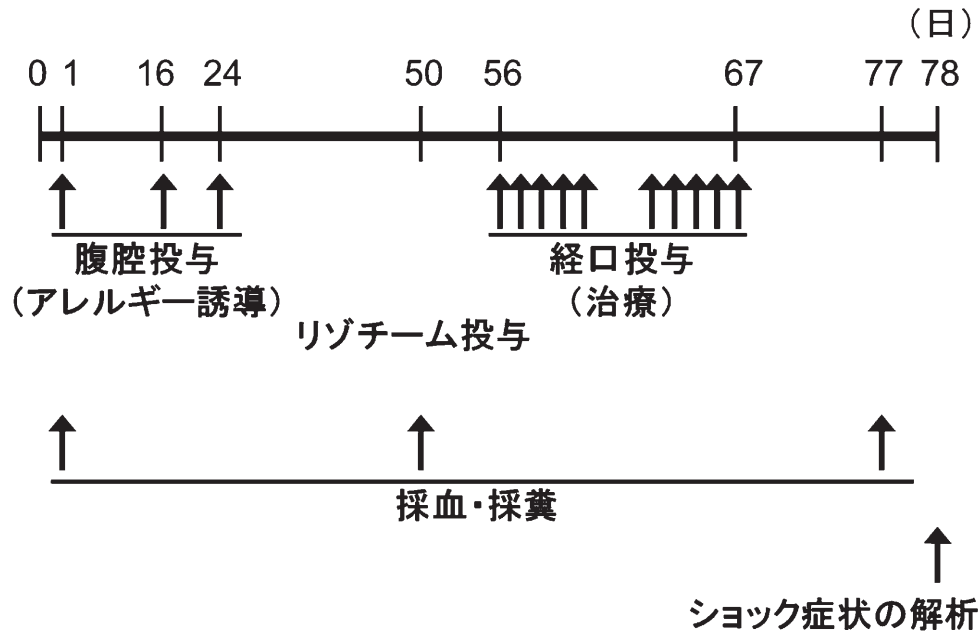 （日）
0 1 16 24 50 56 67 77 78
腹腔投与
（アレルギー誘導）
経口投与
（治療）
リゾチーム投与
採血・採糞
ショック症状の解析